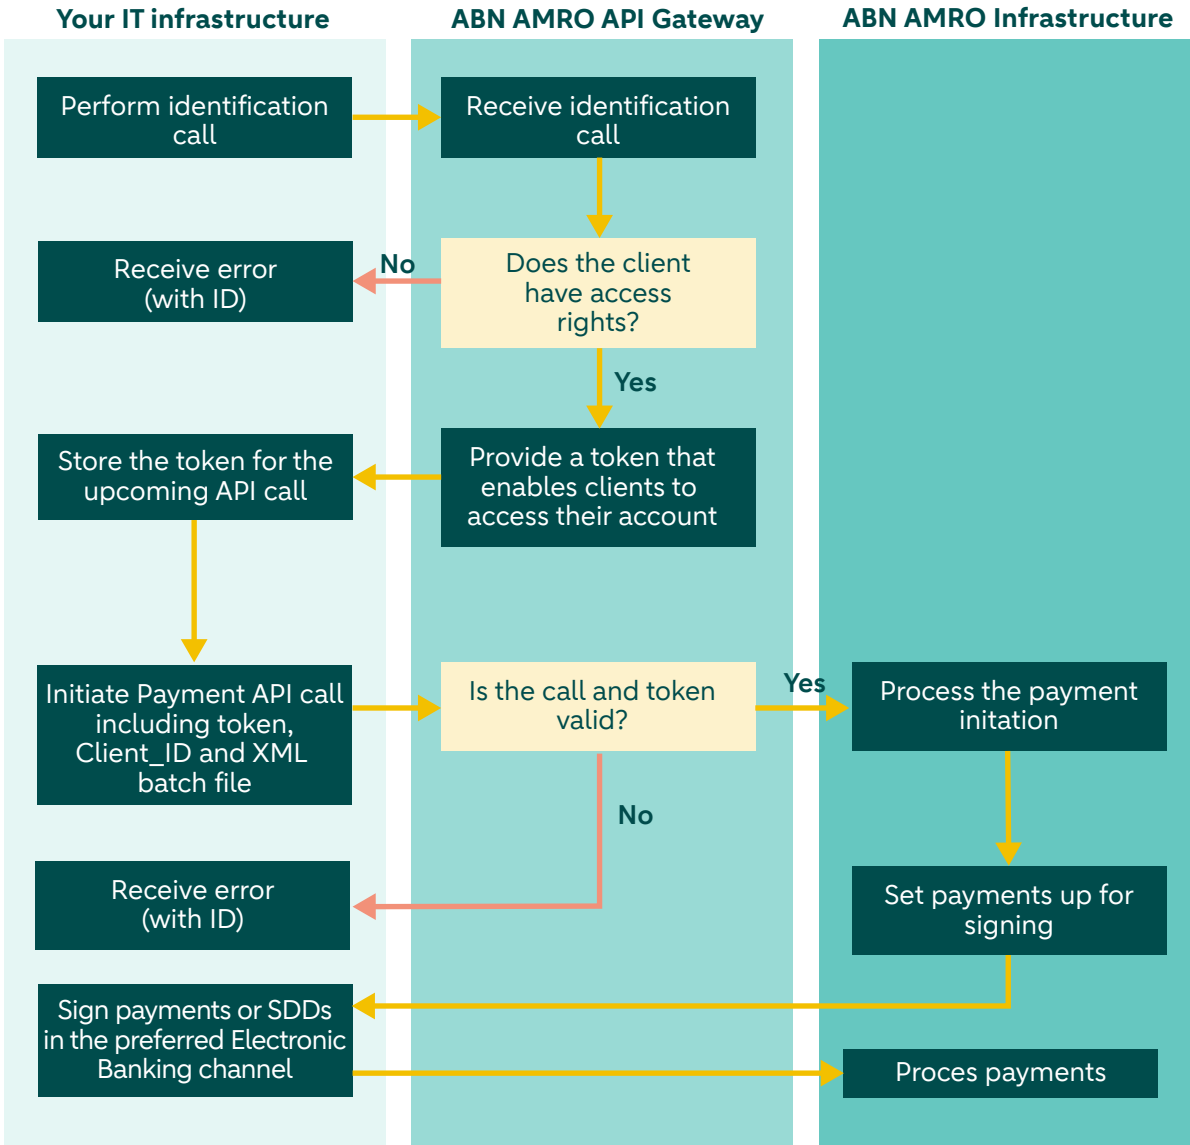 Your IT infrastructure
ABN AMRO API Gateway
ABN AMRO Infrastructure
Perform identification
call
Receive identification
call
Receive error
(with ID)
No
Does the client
have access
rights?
Yes
Store the token for the
upcoming API call
Provide a token that
enables clients to
access their account
Initiate Payment API call
including token,
Client_ID and XML
batch file
Is the call and token
valid?
Yes
Process the payment
initation
No
Receive error
(with ID)
Set payments up for
signing
Sign payments or SDDs
in the preferred Electronic
Banking channel
Proces payments